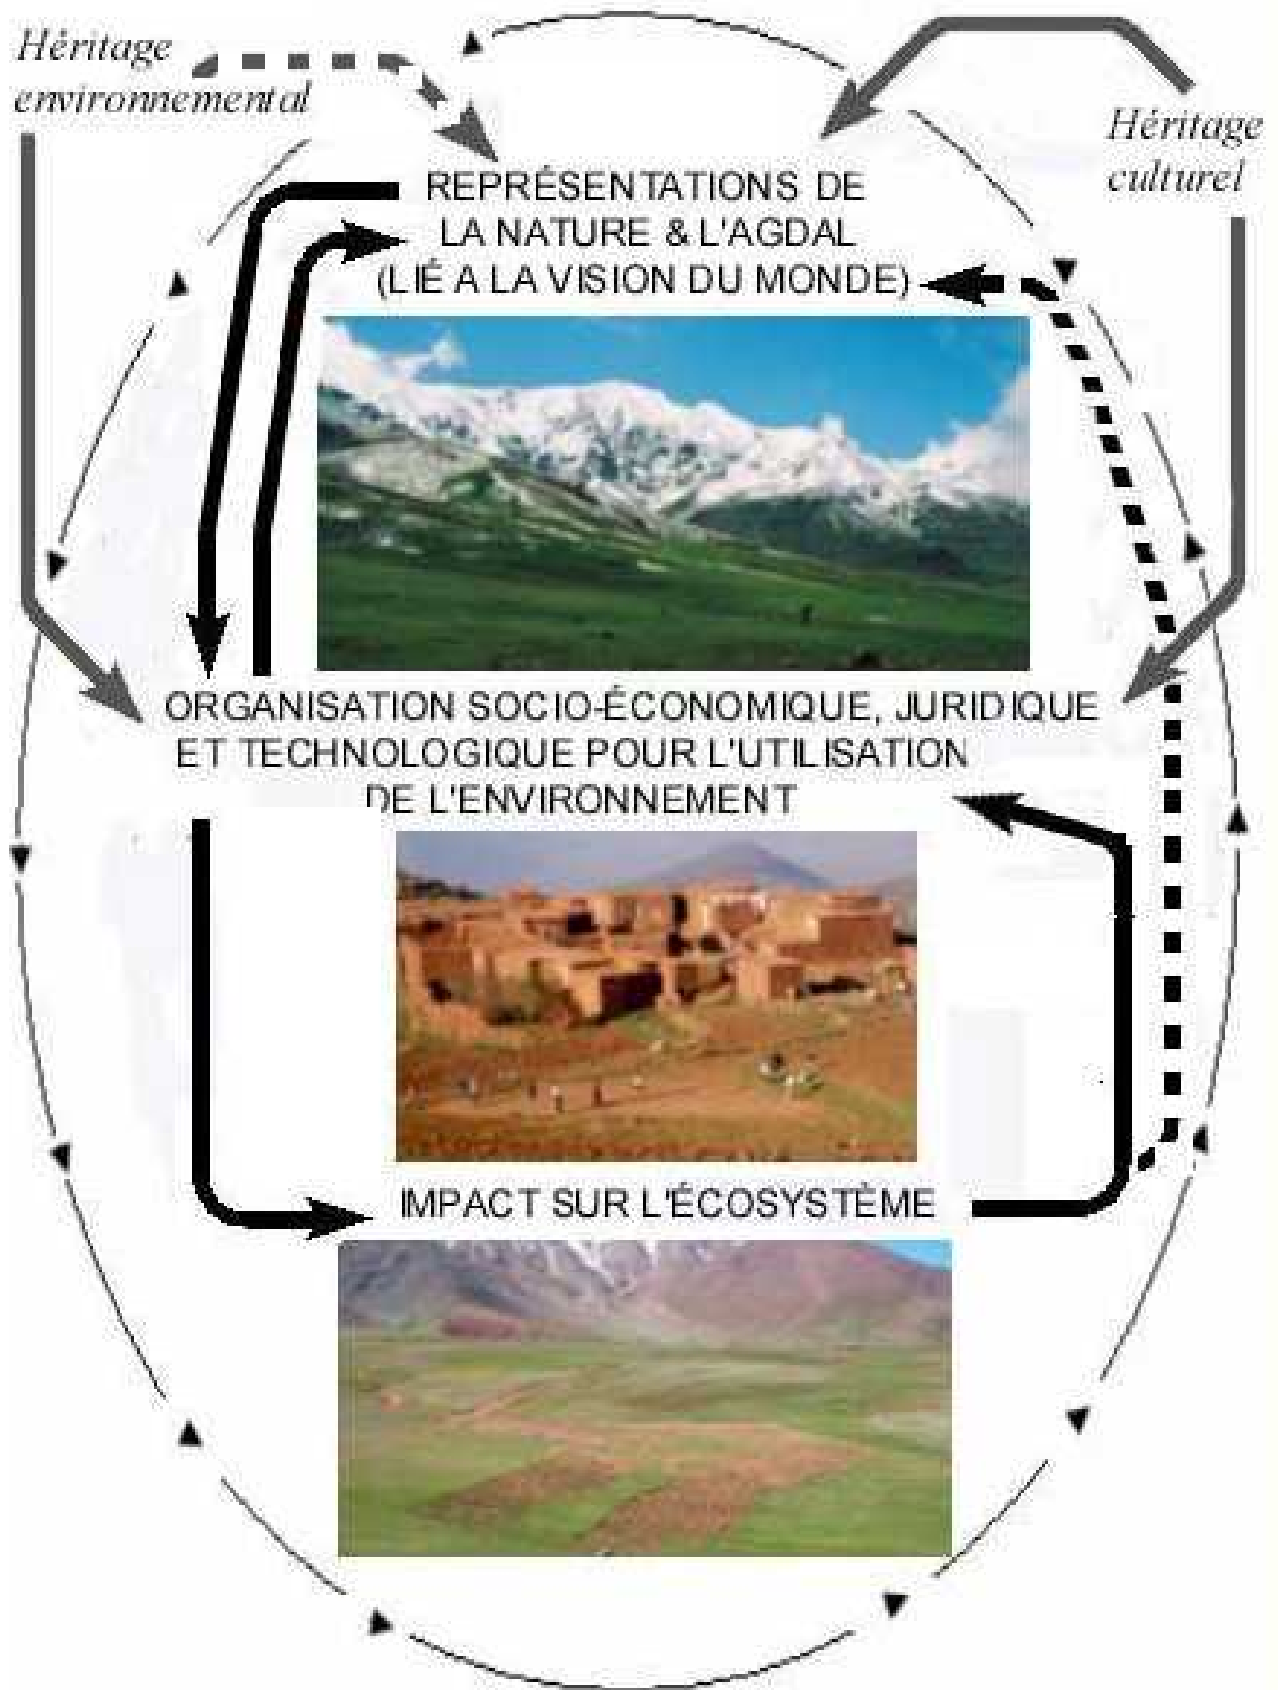 Héritage
environnemental
Héritage
culturel
REPRÉSENTATIONS DE
LA NATURE & L'AGDAL
(LIÉ A LA VISION DU MONDE)
ORGANISATION SOCIO-ÉCONOMIQUE, JURIDIQUE
ET TECHNOLOGIQUE POUR L'UTILISATION
DE L'ENVIRONNEMENT
IMPACT SUR L'ÉCOSYSTÈME